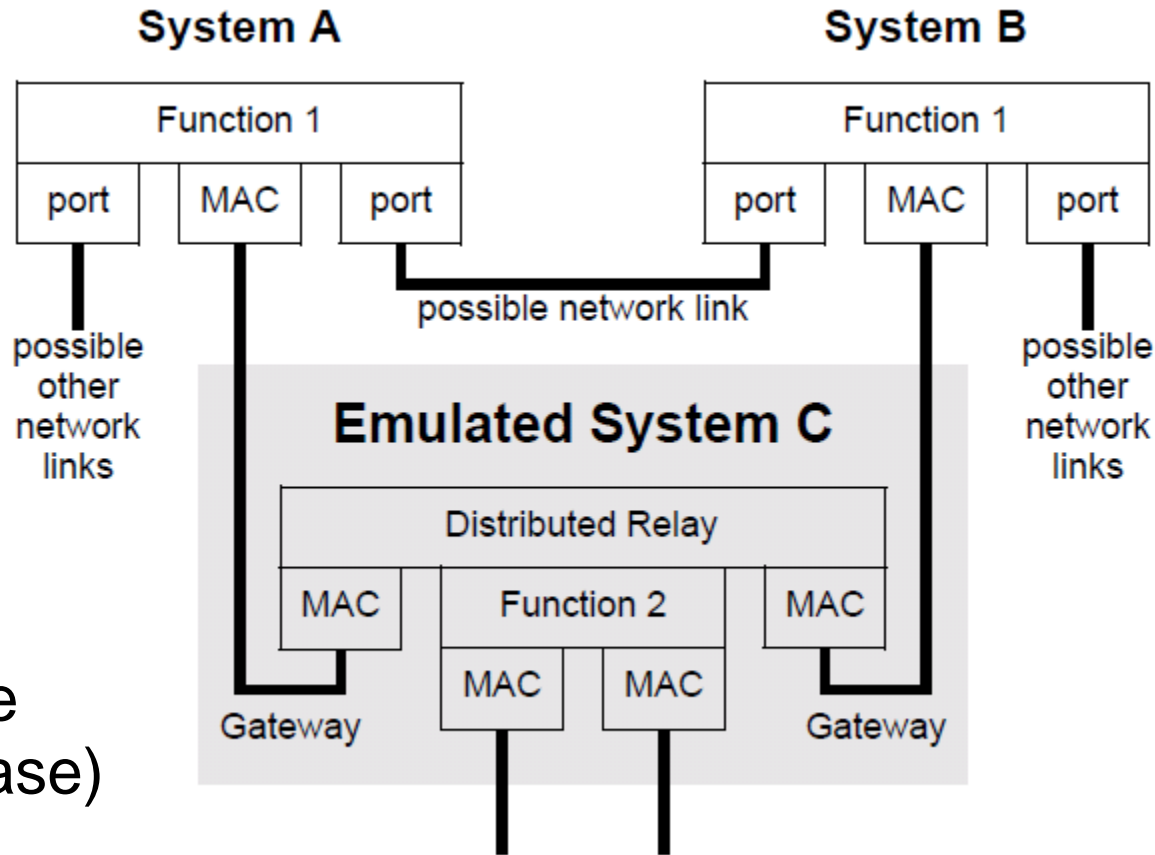 System A
System B
Function 1
Function 1
port
MAC
port
port
MAC
port
possible network link
possible
other
network
links
possible
other
network
links
Emulated System C
Distributed Relay
MAC
Function 2
MAC
MAC
MAC
Gateway
Gateway
e
ase)